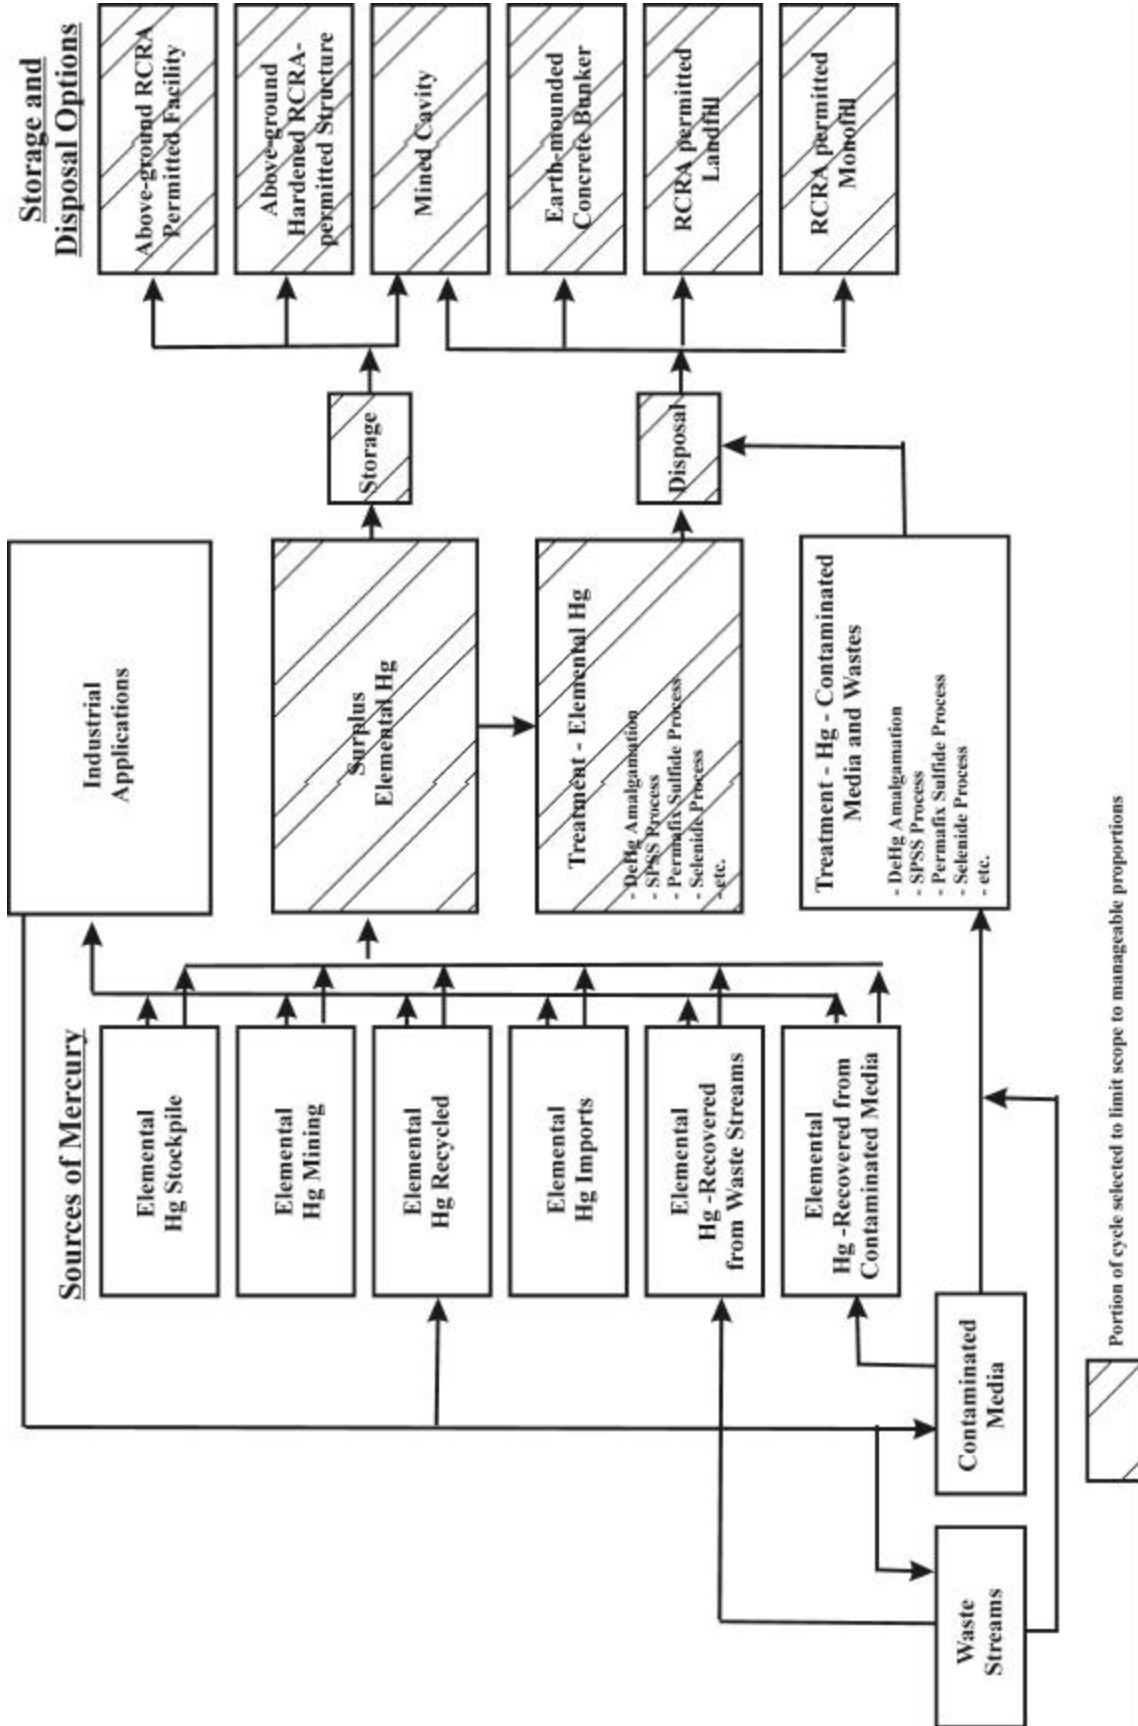 Sources of Mercury
Elemental
Hg Stockpile
Elemental
Hg Mining
Elemental
Hg Recycled
Elemental
Hg Imports
Elemental
Hg -Recovered
from Waste Streams
Elemental
Hg -Recovered from
Contaminated Media
Waste
Streams
Contaminated
Media
Industrial
Applications
Surplus
Elemental Hg
Treatment - Elemental Hg
- DeHg Amalgamation
- SPSS Process
- Permafix Sulfide Process
- Selenide Process
- etc.
Treatment - Hg - Contaminated
Media and Wastes
- DeHg Amalgamation
- SPSS Process
- Permafix Sulfide Process
- Selenide Process
- etc.
Storage
Disposal
Storage and
Disposal Options
Above-ground RCRA
Permitted Facility
Above-ground
Hardened RCRA-
permitted Structure
Mined Cavity
Earth-mounded
Concrete Bunker
RCRA permitted
Landfill
RCRA permitted
Monofill
Portion of cycle selected to limit scope to manageable proportions